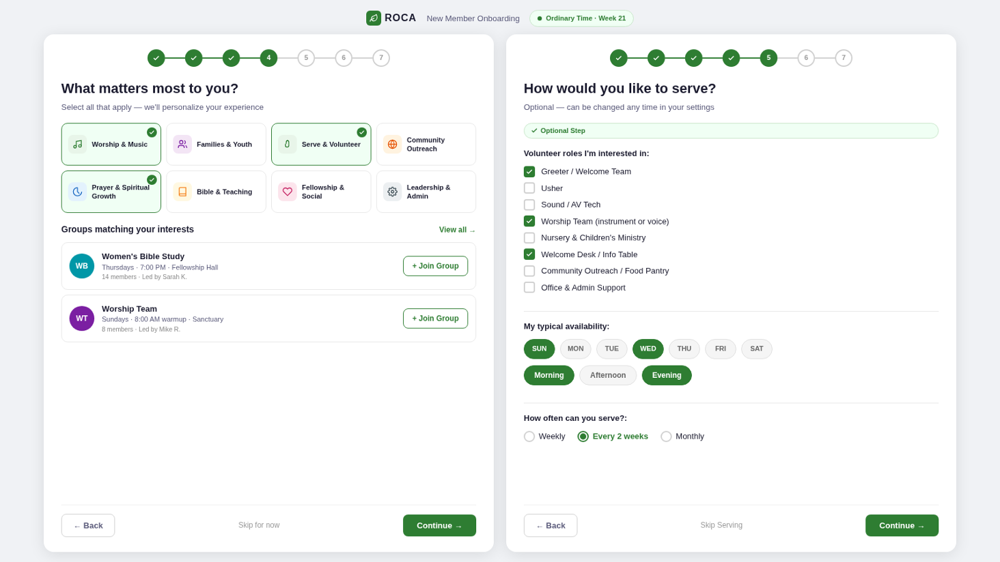 ROCA New Member Onboarding Ordinary Time · Week 21
4 5 6 7
What matters most to you?
Select all that apply — we'll personalize your experience
Worship & Music
Families & Youth
Serve & Volunteer
Community
Outreach
Prayer & Spiritual
Growth
Bible & Teaching
Fellowship &
Social
Leadership &
Admin
Groups matching your interests
View all →
WB
Women's Bible Study
Thursdays · 7:00 PM · Fellowship Hall
14 members · Led by Sarah K.
+ Join Group
WT
Worship Team
Sundays · 8:00 AM warmup · Sanctuary
8 members · Led by Mike R.
+ Join Group
← Back
Skip for now
Continue →
5 6 7
How would you like to serve?
Optional — can be changed any time in your settings
Optional Step
Volunteer roles I'm interested in:
Greeter / Welcome Team
Usher
Sound / AV Tech
Worship Team (instrument or voice)
Nursery & Children's Ministry
Welcome Desk / Info Table
Community Outreach / Food Pantry
Office & Admin Support
My typical availability:
SUN MON TUE WED THU FRI SAT
Morning Afternoon Evening
How often can you serve?:
Weekly Every 2 weeks Monthly
← Back
Skip Serving
Continue →